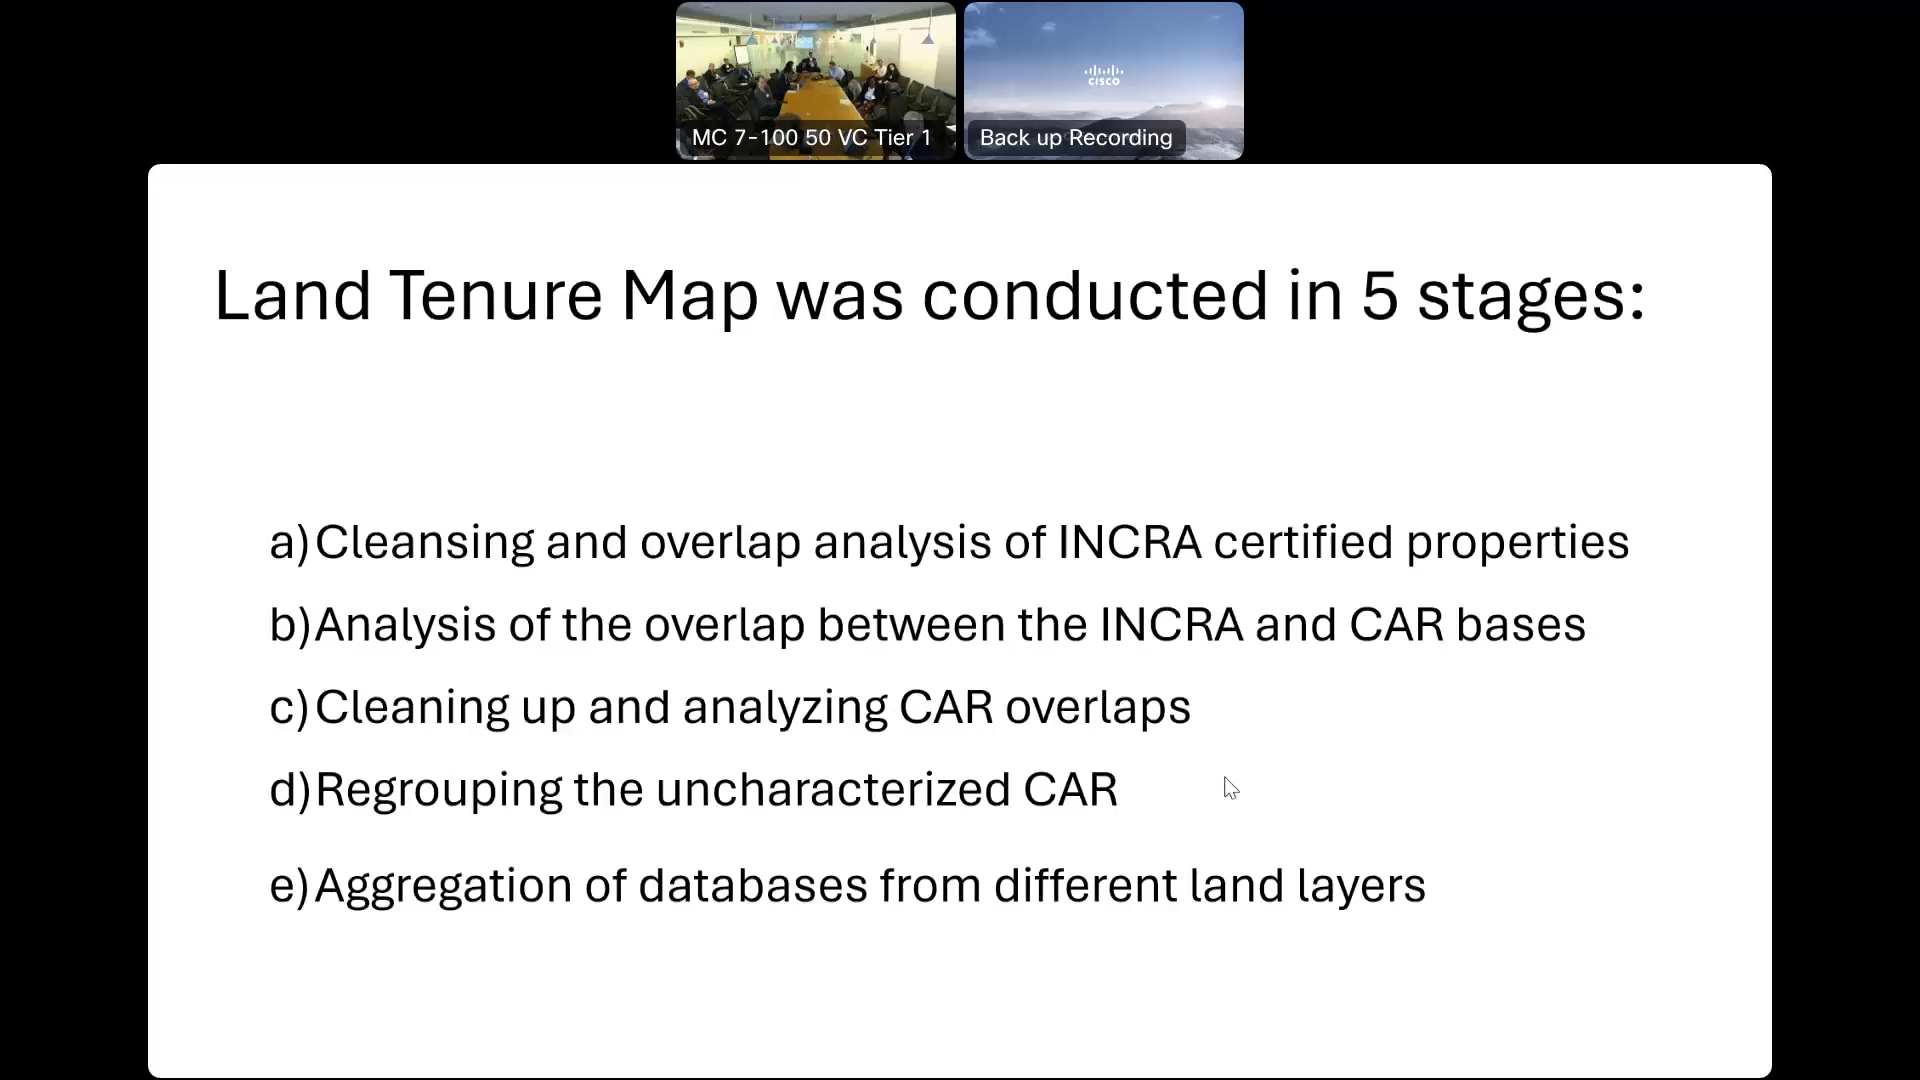 CISCO
MC 7-100 50 VC Tier 1
Back up Recording
Land Tenure Map was conducted in 5 stages:
a) Cleansing and overlap analysis of INCRA certified properties
b) Analysis of the overlap between the INCRA and CAR bases
c) Cleaning up and analyzing CAR overlaps
d) Regrouping the uncharacterized CAR
e) Aggregation of databases from different land layers